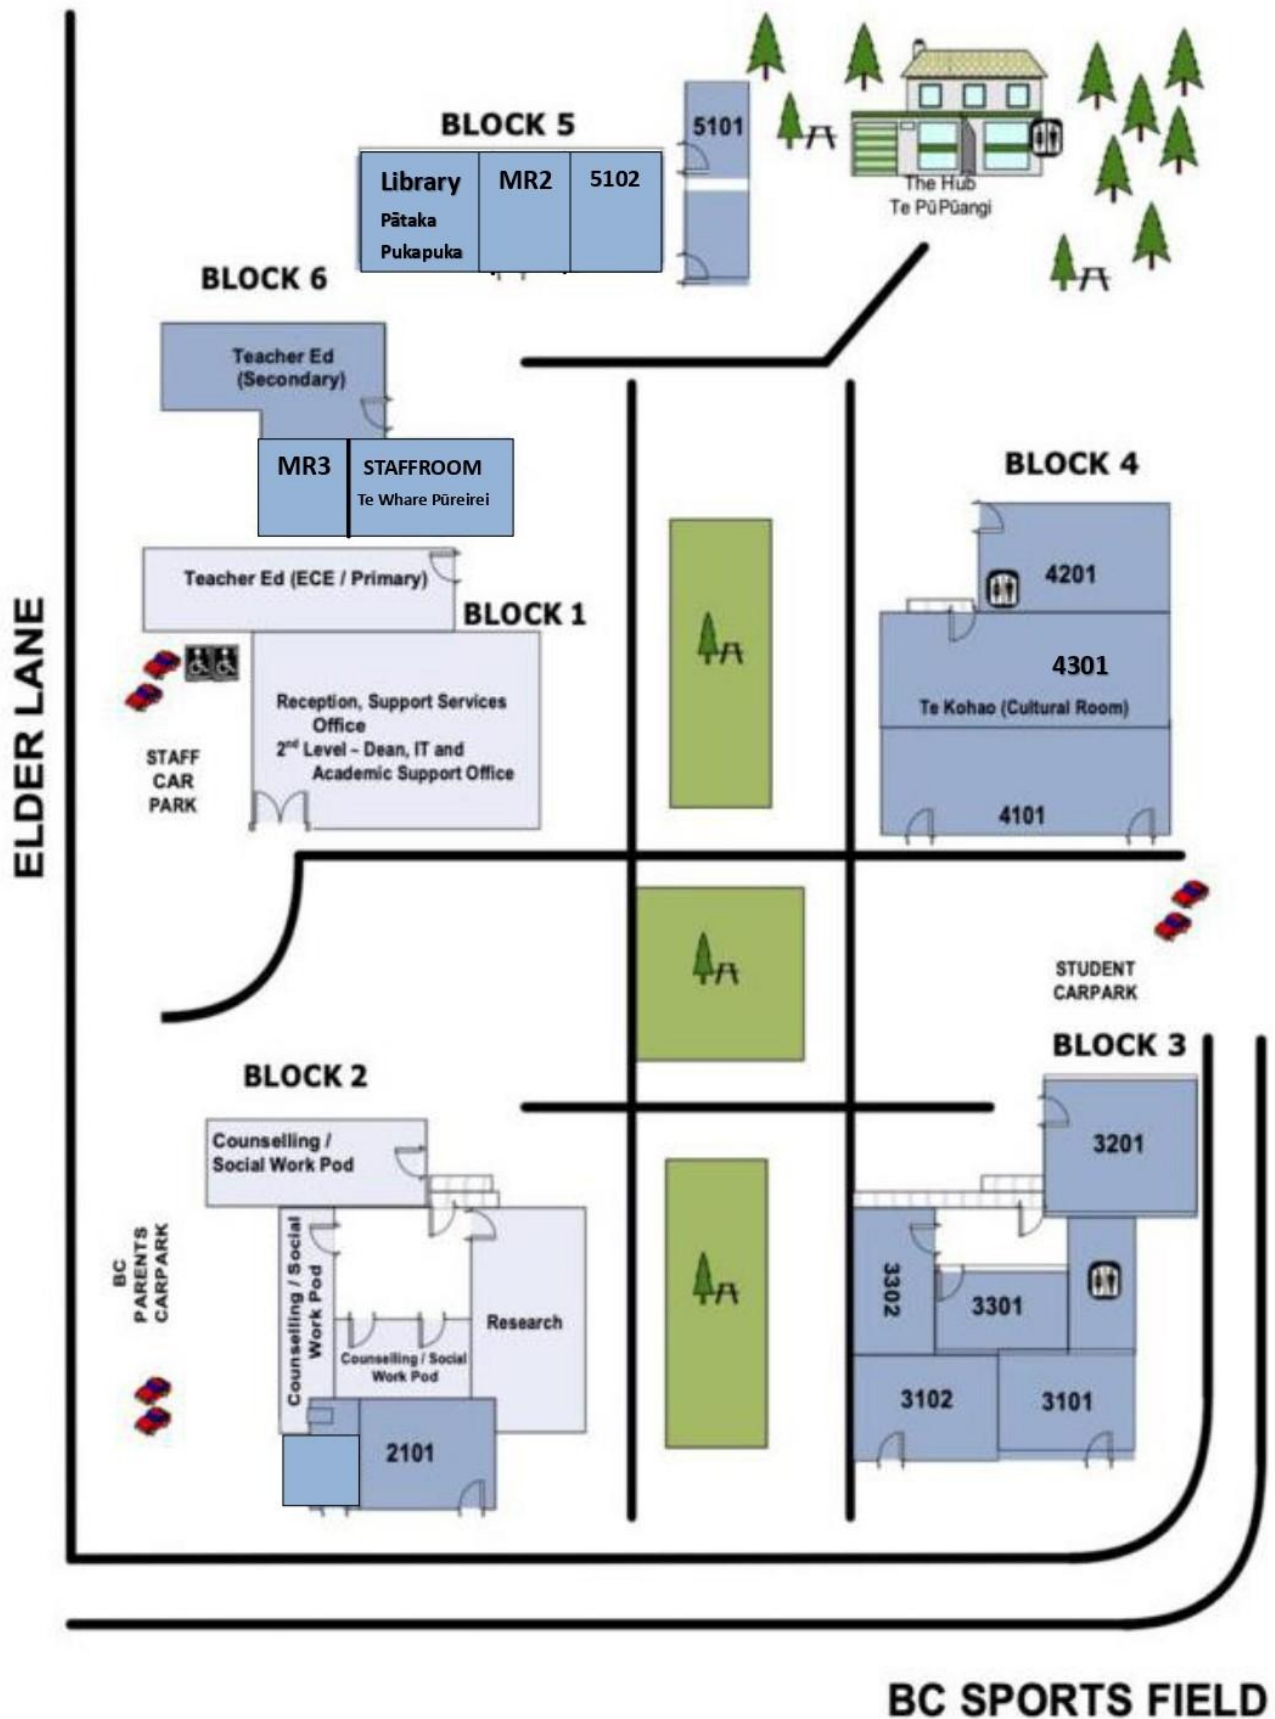 BLOCK 5
5101
Library
Pātaka
Pukapuka
MR2
5102
The Hub
Te Pū Pūangi
BLOCK 6
Teacher Ed
(Secondary)
MR3
STAFFROOM
Te Whare Pūreirei
BLOCK 4
4201
4301
Te Kohao (Cultural Room)
4101
Teacher Ed (ECE / Primary)
BLOCK 1
Reception, Support Services
Office
2nd Level – Dean, IT and
Academic Support Office
STAFF
CAR
PARK
ELDER LANE
STUDENT
CARPARK
BLOCK 3
3201
3302
3301
3102
3101
BLOCK 2
Counselling /
Social Work Pod
Counselling / Social
Work Pod
Counselling / Social
Work Pod
Research
2101
BC
PARENTS
CARPARK
BC SPORTS FIELD